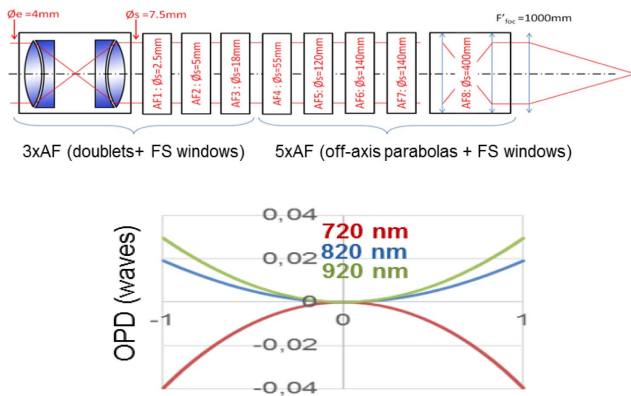 Øe =4mm
Øs =7.5mm
F'foc =1000mm
AF1 : Øs=2.5mm
AF2 : Øs=5mm
AF3 : Øs=18mm
AF4 : Øs=55mm
AF5: Øs=120mm
AF6: Øs=140mm
AF7: Øs=140mm
AF8: Øs=400mm
3xAF (doublets+ FS windows)
5xAF (off-axis parabolas + FS windows)
0,04
720 nm
0,02
820 nm
920 nm
0
-1
0
1
-0,02
-0,04
OPD (waves)